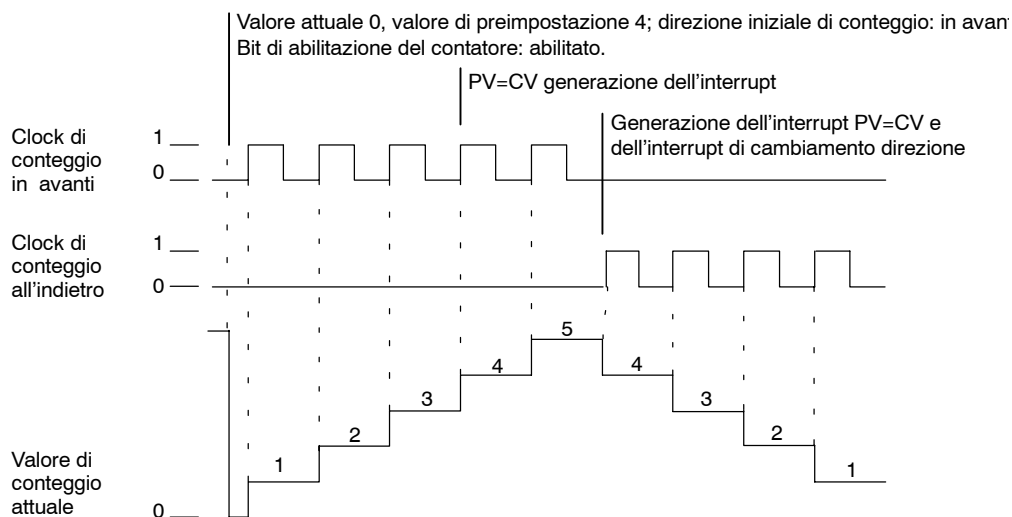 Valore attuale 0, valore di preimpostazione 4; direzione iniziale di conteggio: in avant
Bit di abilitazione del contatore: abilitato.
PV=CV generazione dell'interrupt
Generazione dell'interrupt PV=CV e
dell'interrupt di cambiamento direzione
Clock di
conteggio
in avanti
1
0
Clock di
conteggio
all'indietro
1
0
5
4
4
3
3
2
2
1
1
Valore di
conteggio
attuale
0